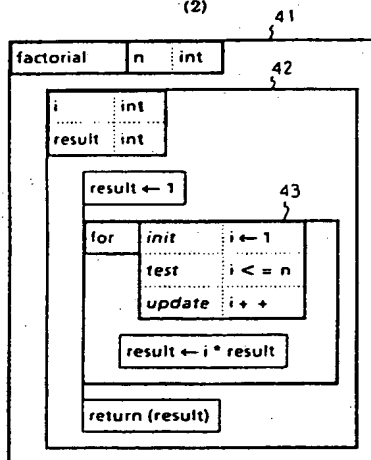 (2)
41
factorial n int
42
i int
result int
result ← 1
43
for init i ← 1
test i < = n
update i + +
result ← i * result
return (result)